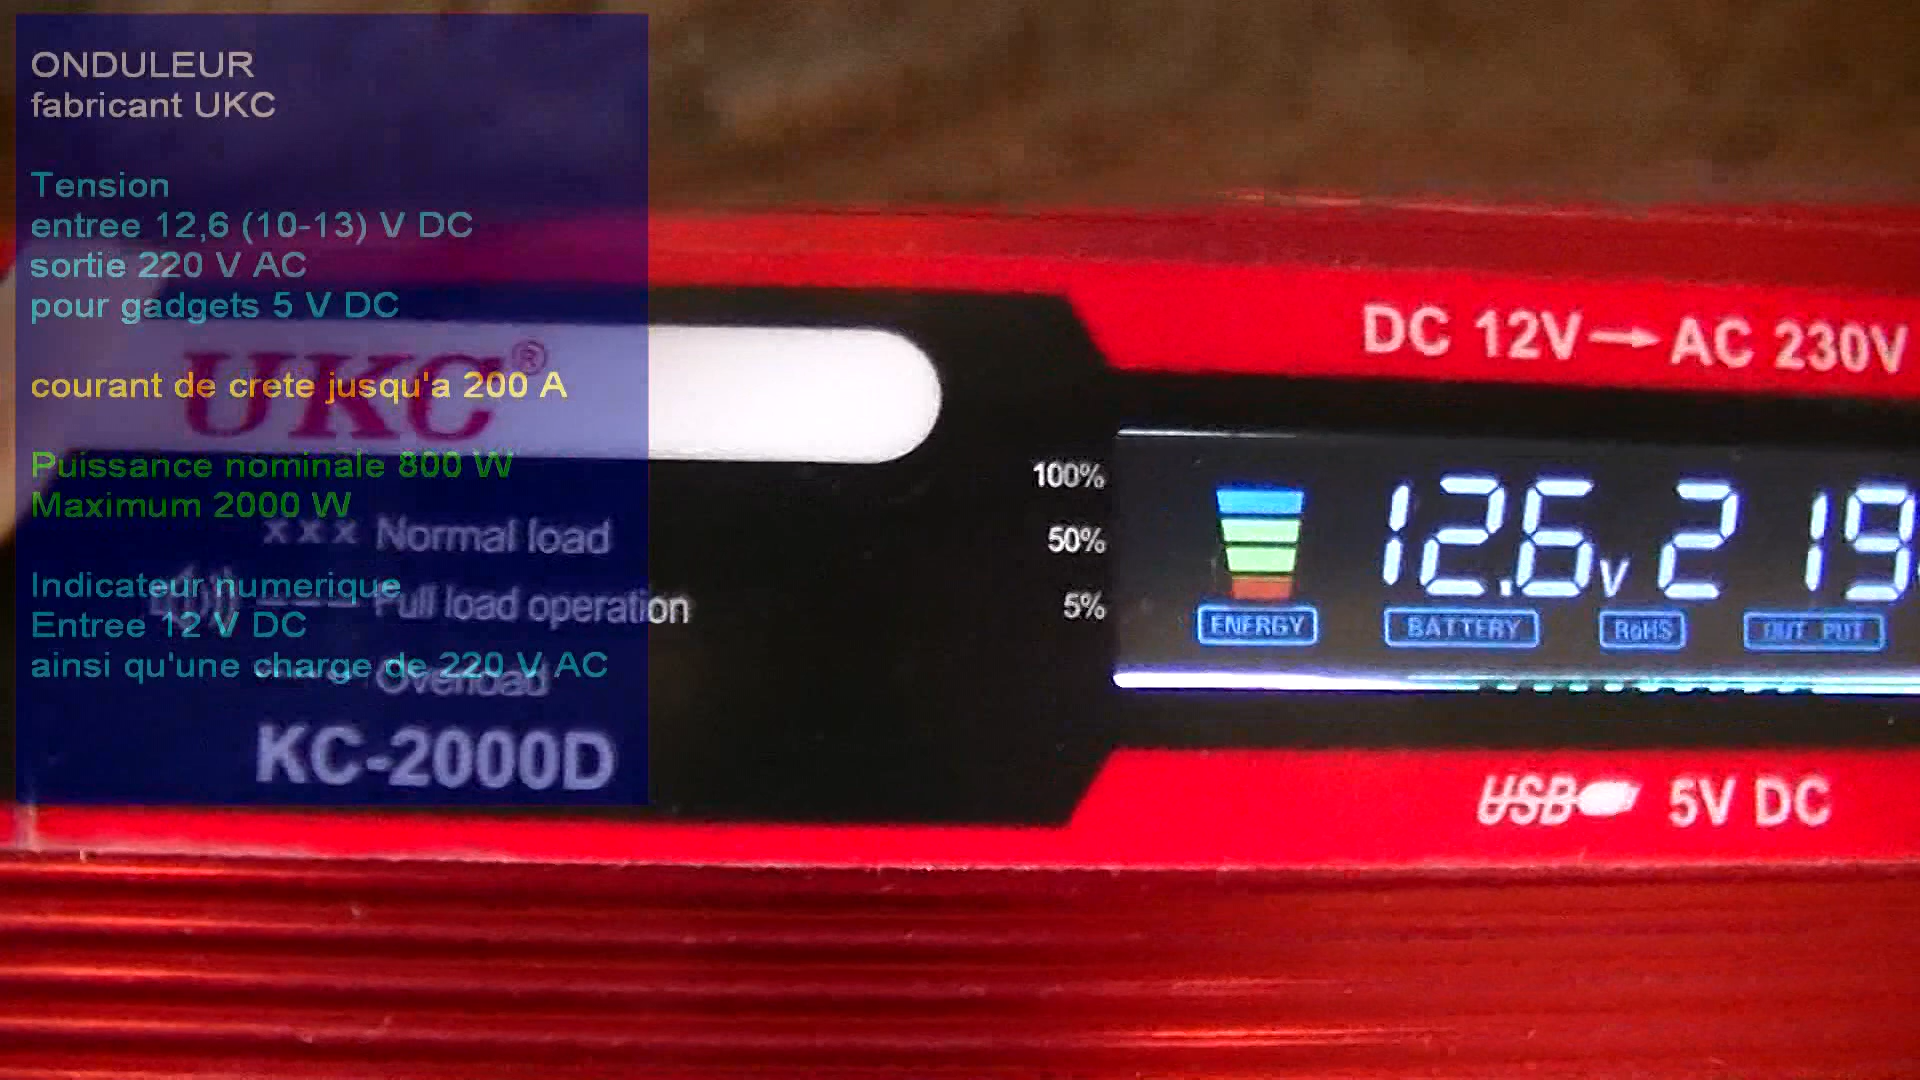 ONDULEUR
fabricant UKC
Tension
entree 12,6 (10-13) V DC
sortie 220 V AC
pour gadgets 5 V DC
courant de crete jusqu'a 200 A
Puissance nominale 800 W
Maximum 2000 W
Indicateur numerique
Entree 12 V DC
ainsi qu'une charge de 220 V AC
UKC®
x x x Normal load
--- Full load operation
Overload
KC-2000D
DC 12V→AC 230V
100%
50%
5%
12.6V 219
ENERGY BATTERY RoHS OUT PUT
USB 5V DC